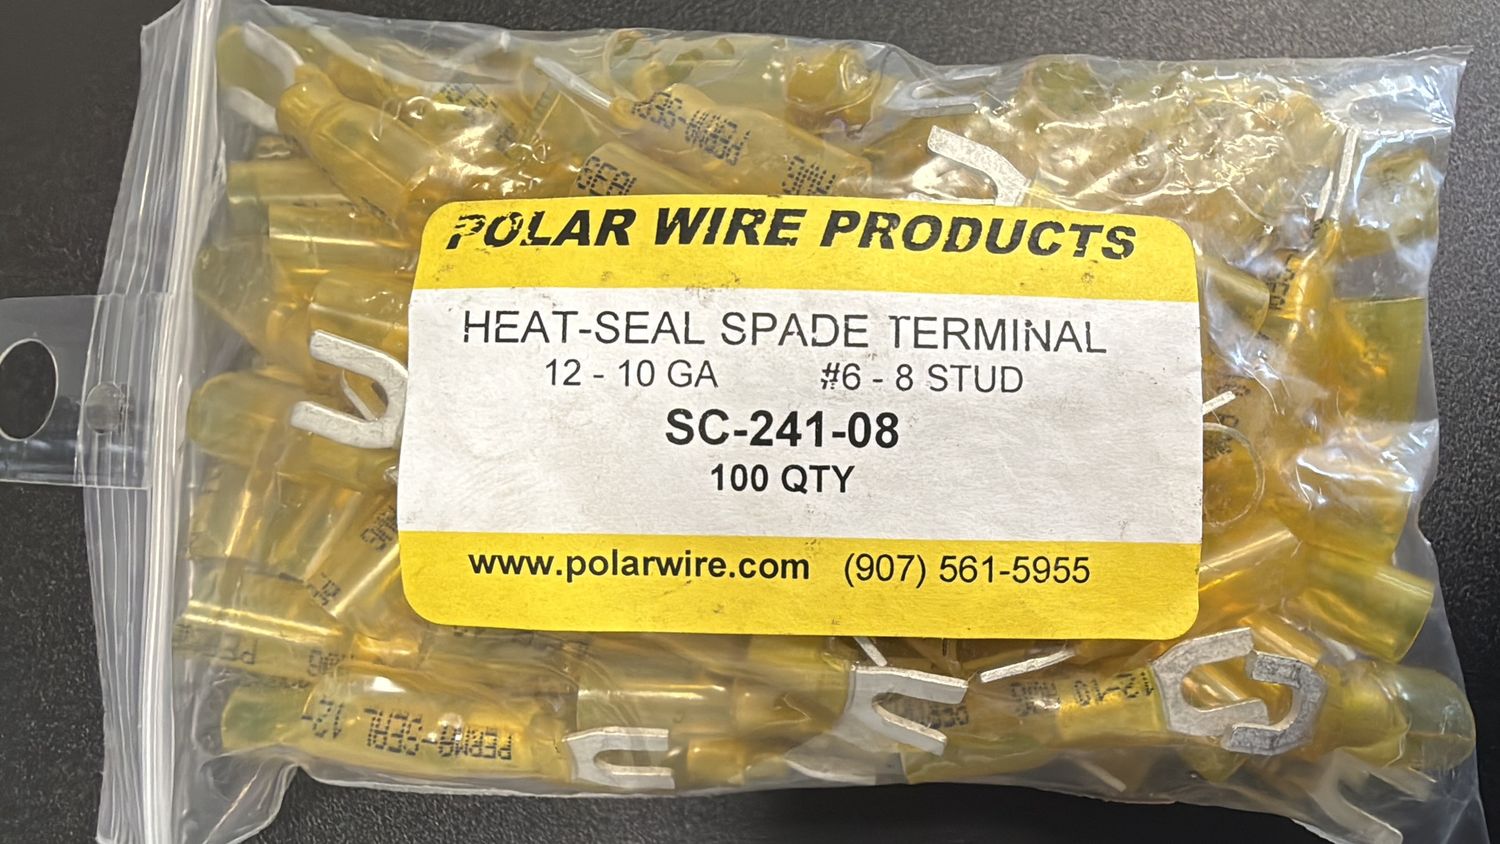 POLAR WIRE PRODUCTS
HEAT-SEAL SPADE TERMINAL
12 - 10 GA #6 - 8 STUD
SC-241-08
100 QTY
www.polarwire.com (907) 561-5955
PERMA-SEAL
SEAL
PERMA-SEAL 12-
12-10 AWG